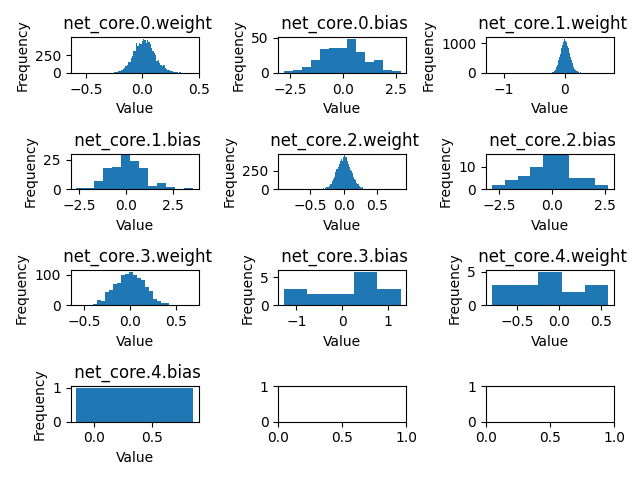 net_core.0.weight
Frequency
250
0
−0.5
0.0
0.5
Value
net_core.0.bias
Frequency
50
0
−2.5
0.0
2.5
Value
net_core.1.weight
Frequency
1000
0
−1
0
Value
net_core.1.bias
Frequency
25
0
−2.5
0.0
2.5
Value
net_core.2.weight
Frequency
250
0
−0.5
0.0
0.5
Value
net_core.2.bias
Frequency
10
0
−2.5
0.0
2.5
Value
net_core.3.weight
Frequency
100
0
−0.5
0.0
0.5
Value
net_core.3.bias
Frequency
5
0
−1
0
1
Value
net_core.4.weight
Frequency
5
0
−0.5
0.0
0.5
Value
net_core.4.bias
Frequency
1
0
0.0
0.5
Value
1
0
0.0
0.5
1.0
1
0
0.0
0.5
1.0